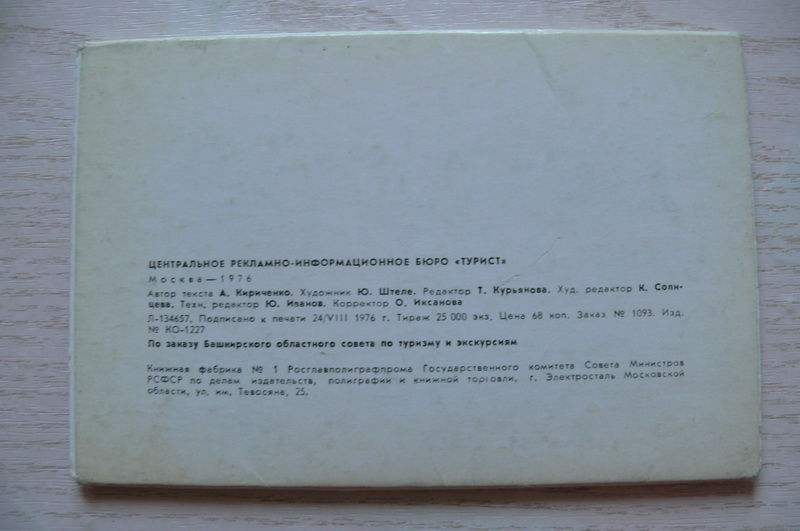 ЦЕНТРАЛЬНОЕ РЕКЛАМНО-ИНФОРМАЦИОННОЕ БЮРО «ТУРИСТ»
Москва — 1976
Автор текста А. Кириченко. Художник Ю. Штеле. Редактор Т. Курьянова. Худ. редактор К. Солн-
цева. Техн. редактор Ю. Иванов. Корректор О. Иксанова
Л-134657. Подписано к печати 24/VIII 1976 г. Тираж 25 000 экз. Цена 68 коп. Заказ № 1093. Изд.
№ КО-1227
По заказу Башкирского областного совета по туризму и экскурсиям
Книжная фабрика № 1 Росглавполиграфпрома Государственного комитета Совета Министров
РСФСР по делам издательств, полиграфии и книжной торговли, г. Электросталь Московской
области, ул. им. Тевосяна, 25.